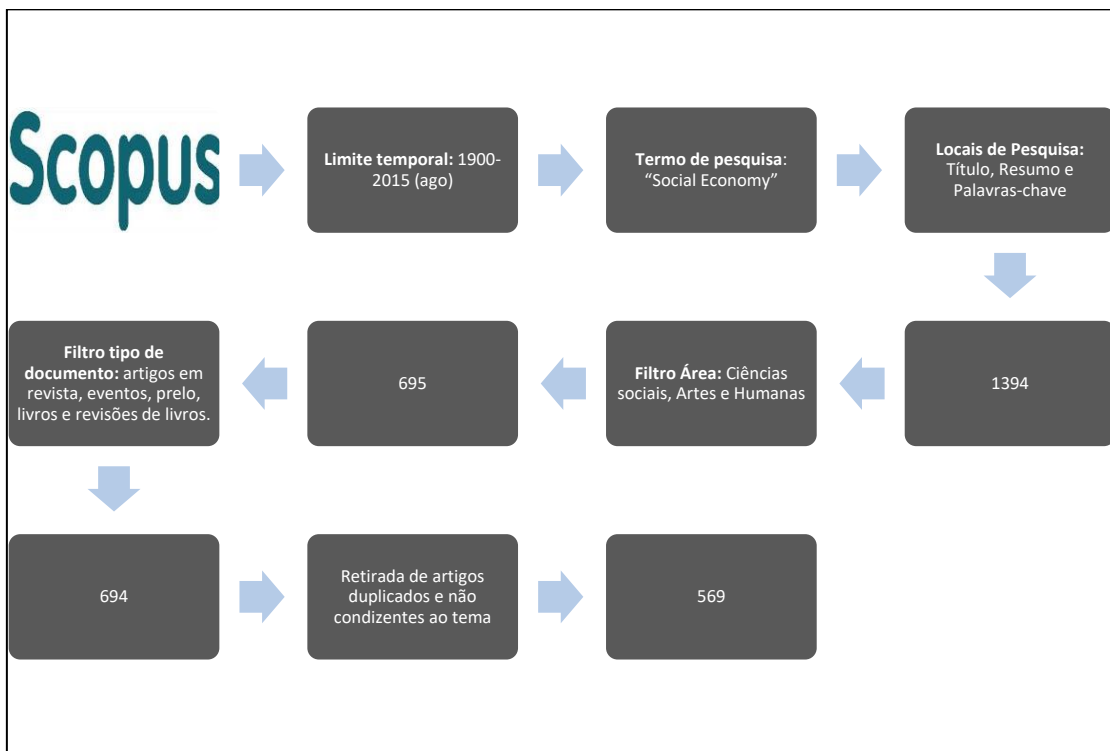 Scopus
Limite temporal: 1900-
2015 (ago)
Termo de pesquisa:
“Social Economy”
Locais de Pesquisa:
Título, Resumo e
Palavras-chave
1394
Filtro Área: Ciências
sociais, Artes e Humanas
695
Filtro tipo de
documento: artigos em
revista, eventos, prelo,
livros e revisões de livros.
694
Retirada de artigos
duplicados e não
condizentes ao tema
569